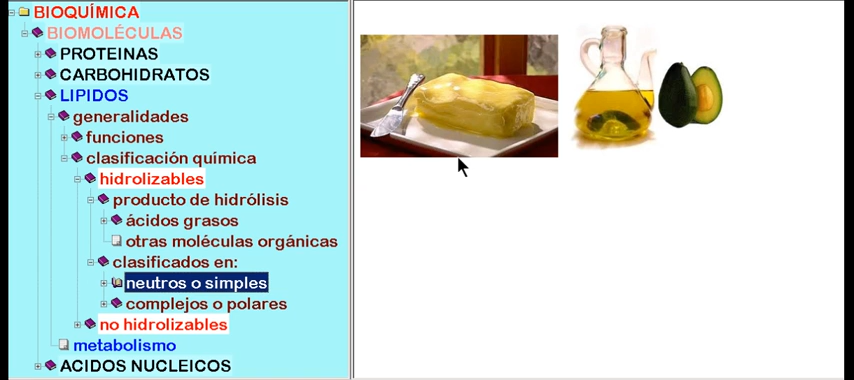 BIOQUÍMICA
BIOMOLÉCULAS
PROTEINAS
CARBOHIDRATOS
LIPIDOS
generalidades
funciones
clasificación química
hidrolizables
producto de hidrólisis
ácidos grasos
otras moléculas orgánicas
clasificados en:
neutros o simples
complejos o polares
no hidrolizables
metabolismo
ACIDOS NUCLEICOS